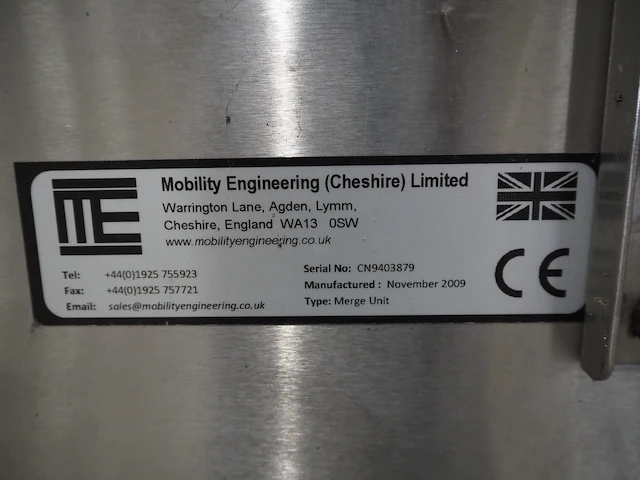 ME
Mobility Engineering (Cheshire) Limited
Warrington Lane, Agden, Lymm,
Cheshire, England WA13 0SW
www.mobilityengineering.co.uk
Tel: +44(0)1925 755923
Fax: +44(0)1925 757721
Email: sales@mobilityengineering.co.uk
Serial No: CN9403879
Manufactured : November 2009
Type: Merge Unit
CE